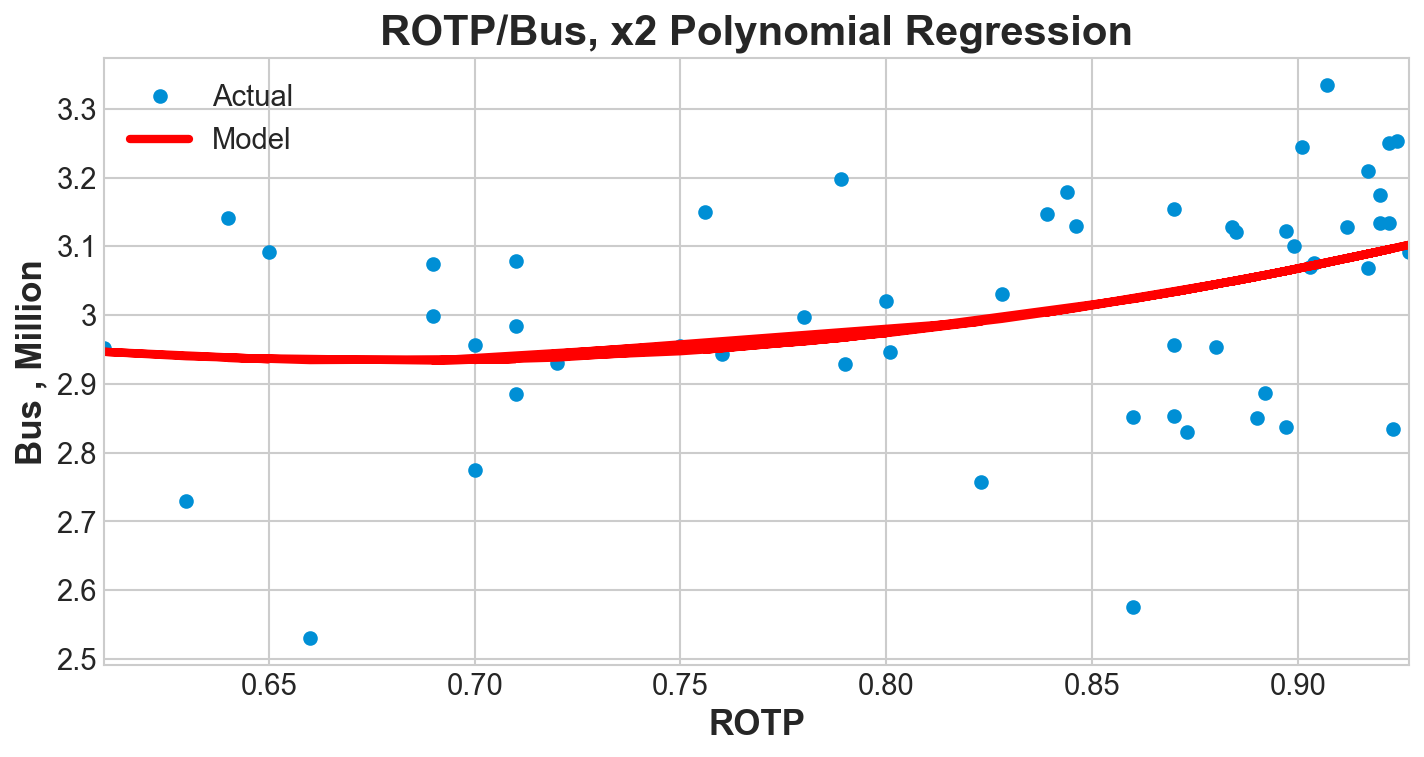 ROTP/Bus, x2 Polynomial Regression
Actual
Model
3.3
3.2
3.1
3
2.9
2.8
2.7
2.6
2.5
Bus , Million
0.65 0.70 0.75 0.80 0.85 0.90
ROTP